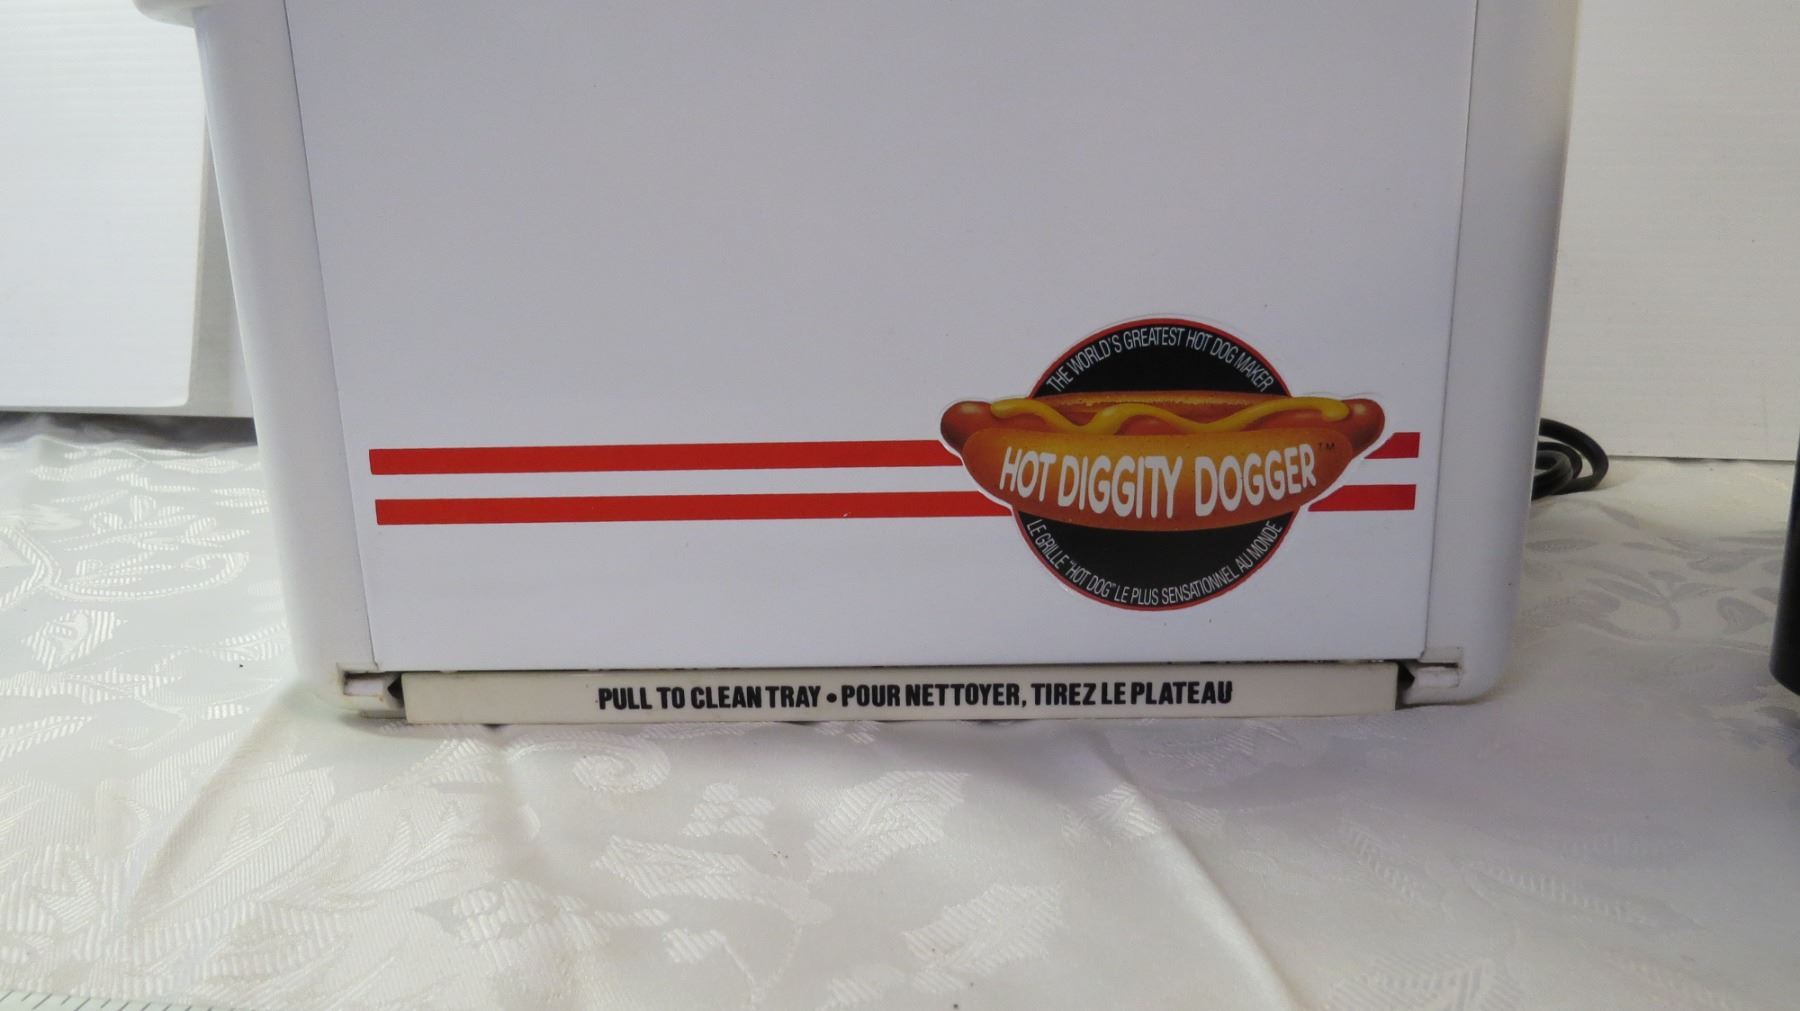 THE WORLD'S GREATEST HOT DOG MAKER
HOT DIGGITY DOGGER™
LE GRILLE "HOT DOG" LE PLUS SENSATIONNEL AU MONDE
PULL TO CLEAN TRAY • POUR NETTOYER, TIREZ LE PLATEAU